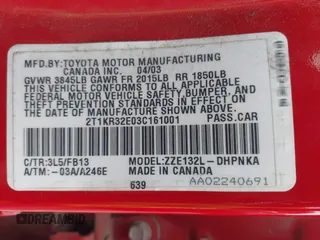 MFD.BY:TOYOTA MOTOR MANUFACTURING
CANADA INC. 04/03
GVWR 3845LB GAWR FR 2015LB RR 1850LB
THIS VEHICLE CONFORMS TO ALL APPLICABLE
FEDERAL MOTOR VEHICLE SAFETY, BUMPER, AND
THEFT PREVENTION STANDARDS IN EFFECT ON THE
DATE OF MANUFACTURE SHOWN ABOVE.
2T1KR32E03C161001 PASS.CAR
C/TR:3L5/FB13 MODEL:ZZE132L-DHPNKA
A/TM:-03A/A246E MADE IN CANADA
639 AA02240691
AUTOBIDMASTER